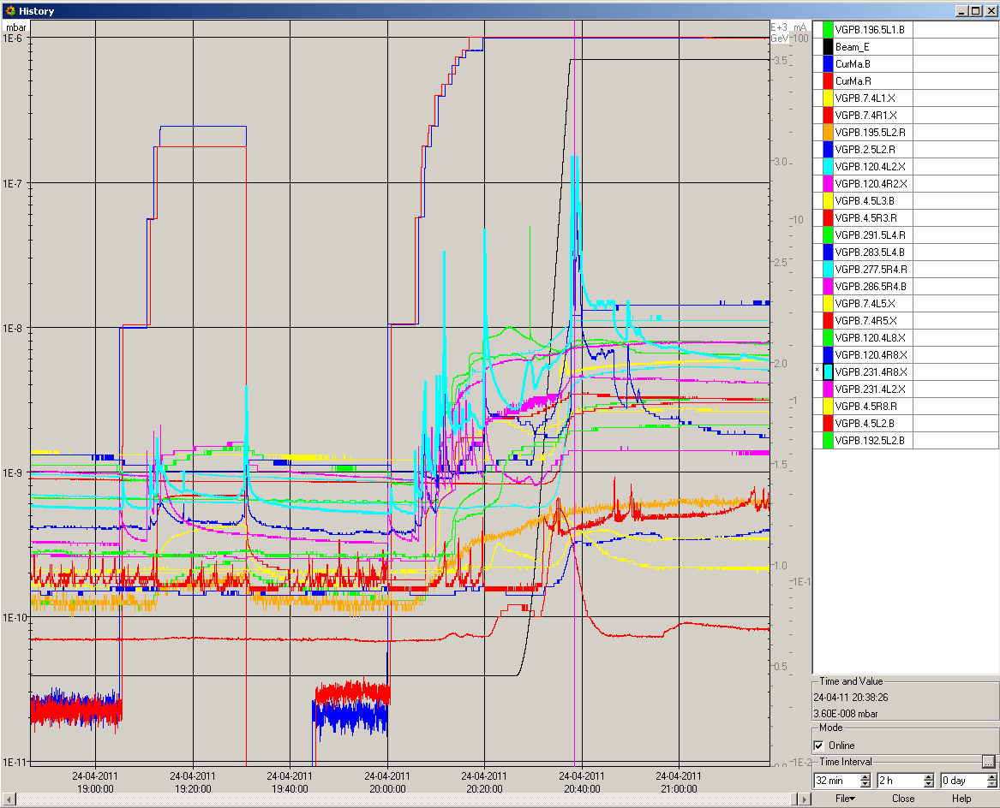 History
mbar
E+3 mA
GeV 100
1E-6
3.5
1E-7
3.0
10
2.5
1E-8
2.0
1
1E-9
1.5
1.0
1E-1
1E-10
0.5
1E-11
1E-2
24-04-2011 24-04-2011 24-04-2011 24-04-2011 24-04-2011 24-04-2011 24-04-2011
19:00:00 19:20:00 19:40:00 20:00:00 20:20:00 20:40:00 21:00:00
VGPB.196.5L1.B
Beam_E
CurMa.B
CurMa.R
VGPB.7.4L1.X
VGPB.7.4R1.X
VGPB.195.5L2.R
VGPB.2.5L2.R
VGPB.120.4L2.X
VGPB.120.4R2.X
VGPB.4.5L3.B
VGPB.4.5R3.R
VGPB.291.5L4.R
VGPB.283.5L4.B
VGPB.277.5R4.R
VGPB.286.5R4.B
VGPB.7.4L5.X
VGPB.7.4R5.X
VGPB.120.4L8.X
VGPB.120.4R8.X
* VGPB.231.4R8.X
VGPB.231.4L2.X
VGPB.4.5R8.R
VGPB.4.5L2.B
VGPB.192.5L2.B
Time and Value
24-04-11 20:38:26
3.60E-008 mbar
Mode
Online
Time Interval
...
32 min 2 h 0 day
File Close Help